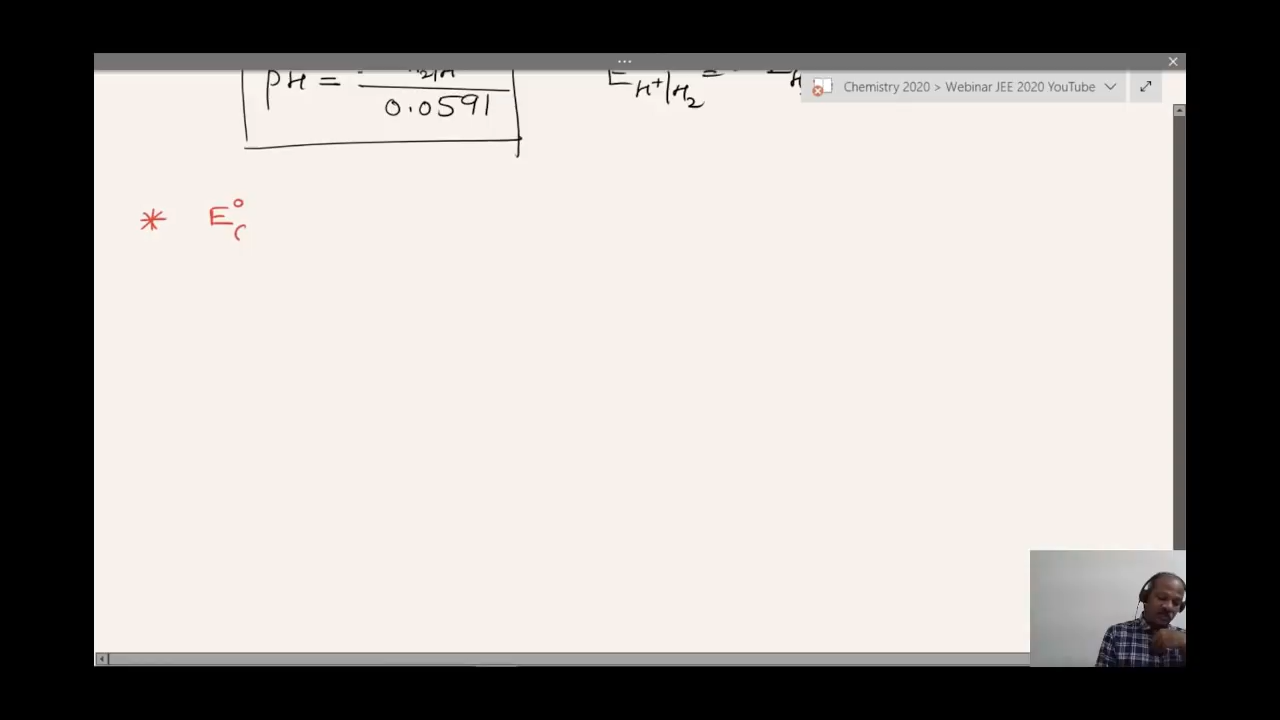 Chemistry 2020 > Webinar JEE 2020 YouTube
pH =
0.0591
E H+|H2 =
* E°